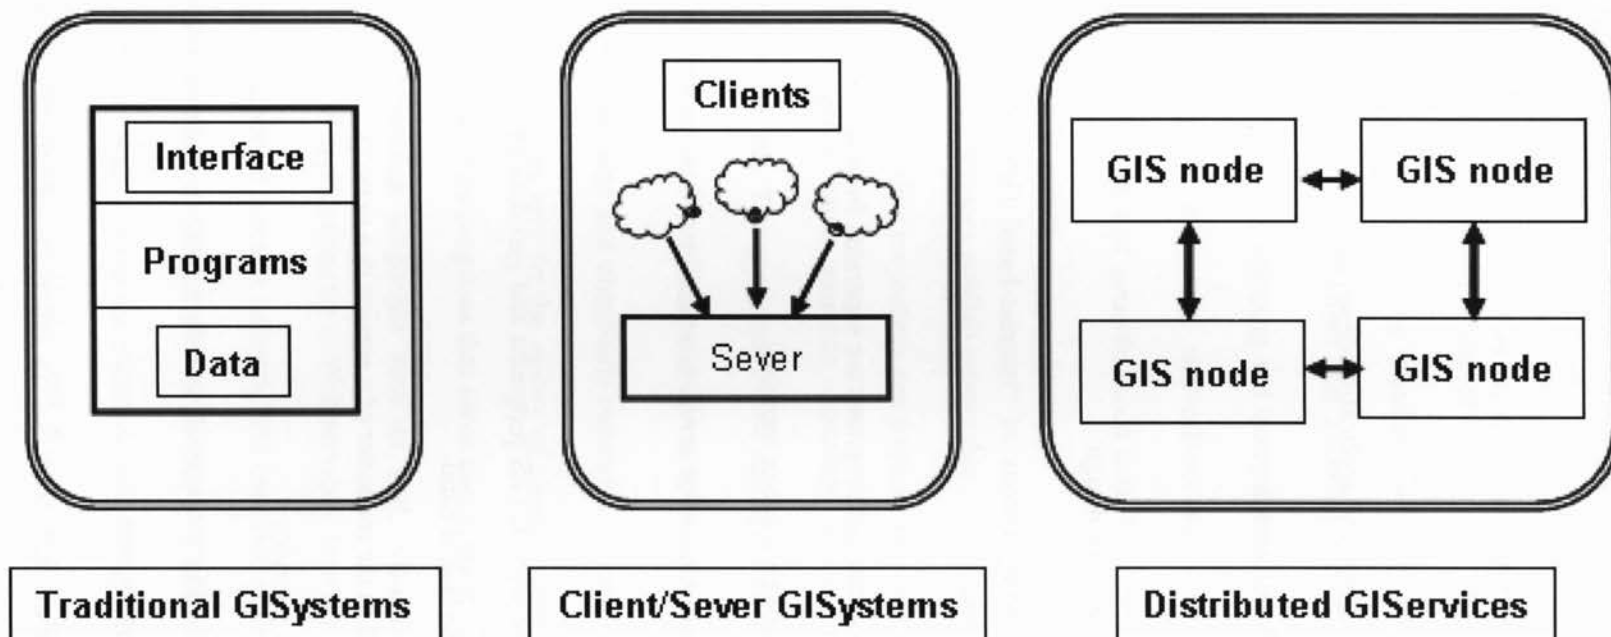 Interface
Programs
Data
Traditional GISystems
Clients
Sever
Client/Sever GISystems
GIS node
GIS node
GIS node
GIS node
Distributed GIServices